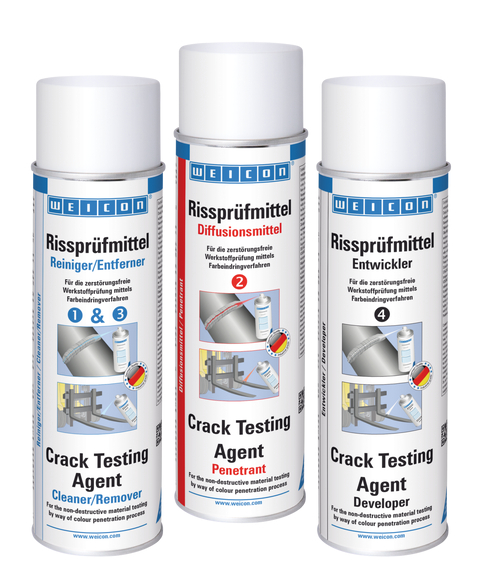 WEICON®
Rissprüfmittel
Reiniger/Entferner
Für die zerstörungsfreie
Werkstoffprüfung mittels
Farbeindringverfahren
1 & 3
Reiniger/Entferner / Cleaner/Remover
Crack Testing
Agent
Cleaner/Remover
For the non-destructive material testing
by way of colour penetration process
www.weicon.com
WEICON®
Rissprüfmittel
Diffusionsmittel
Für die zerstörungsfreie
Werkstoffprüfung mittels
Farbeindringverfahren
2
Diffusionsmittel / Penetrant
Crack Testing
Agent
Penetrant
For the non-destructive material testing
by way of colour penetration process
www.weicon.com
WEICON®
Rissprüfmittel
Entwickler
Für die zerstörungsfreie
Werkstoffprüfung mittels
Farbeindringverfahren
4
Entwickler / Developer
Crack Testing
Agent
Developer
For the non-destructive material testing
by way of colour penetration process
www.weicon.com